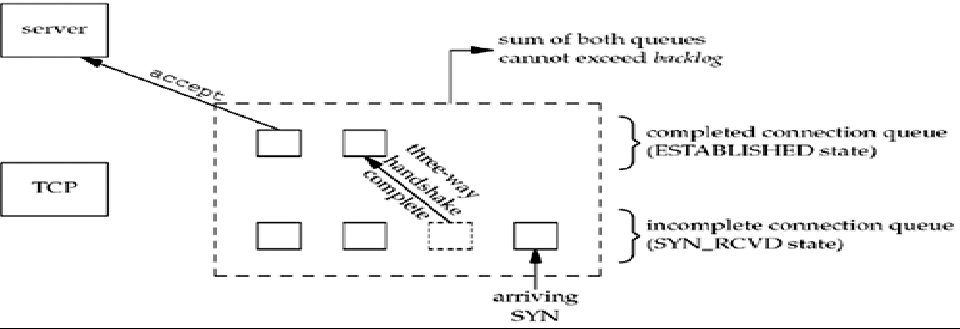 server
sum of both queues
cannot exceed backlog
accept
completed connection queue
(ESTABLISHED state)
three-way
handshake
complete
TCP
incomplete connection queue
(SYN_RCVD state)
arriving
SYN